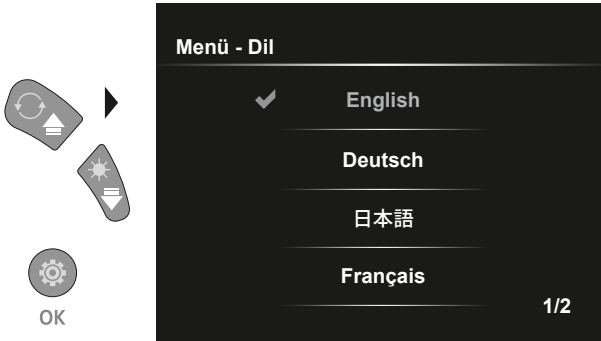 Menü - Dil
English
Deutsch
日本語
Français
1/2
OK